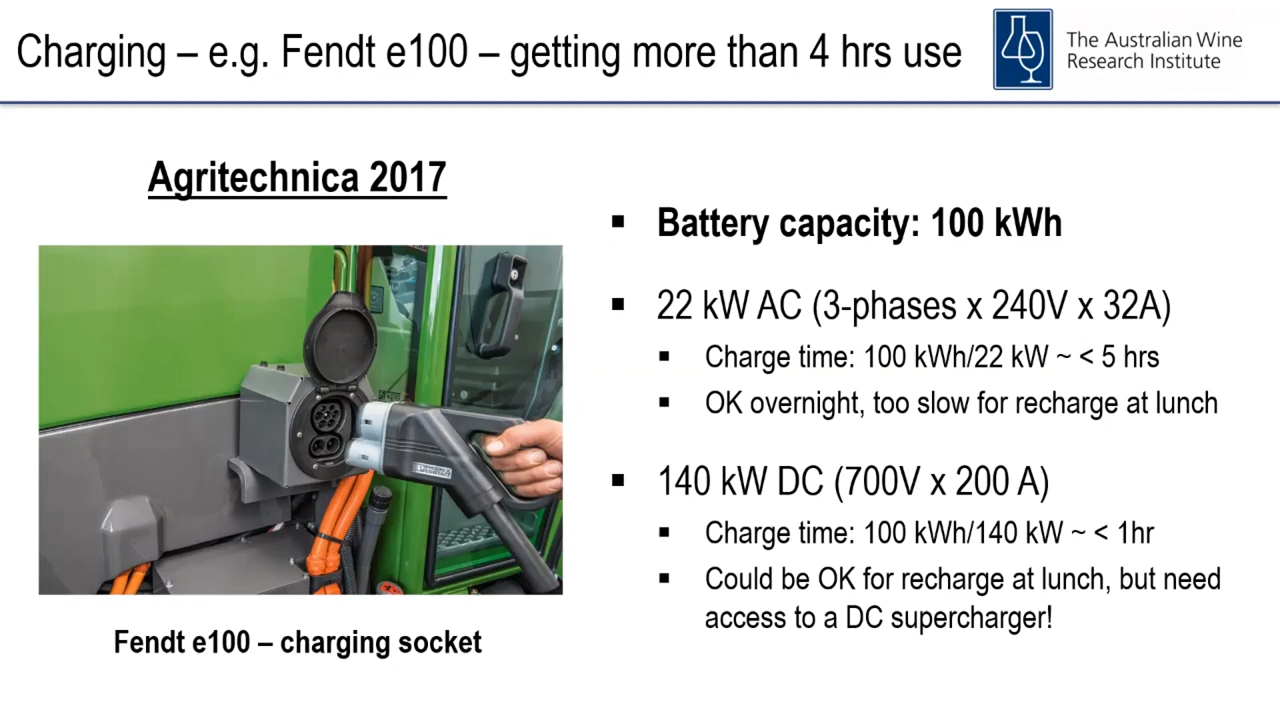 Charging – e.g. Fendt e100 – getting more than 4 hrs use
The Australian Wine
Research Institute
Agritechnica 2017
Fendt e100 – charging socket
▪ Battery capacity: 100 kWh
▪ 22 kW AC (3-phases x 240V x 32A)
▪ Charge time: 100 kWh/22 kW ~ < 5 hrs
▪ OK overnight, too slow for recharge at lunch
▪ 140 kW DC (700V x 200 A)
▪ Charge time: 100 kWh/140 kW ~ < 1hr
▪ Could be OK for recharge at lunch, but need
access to a DC supercharger!